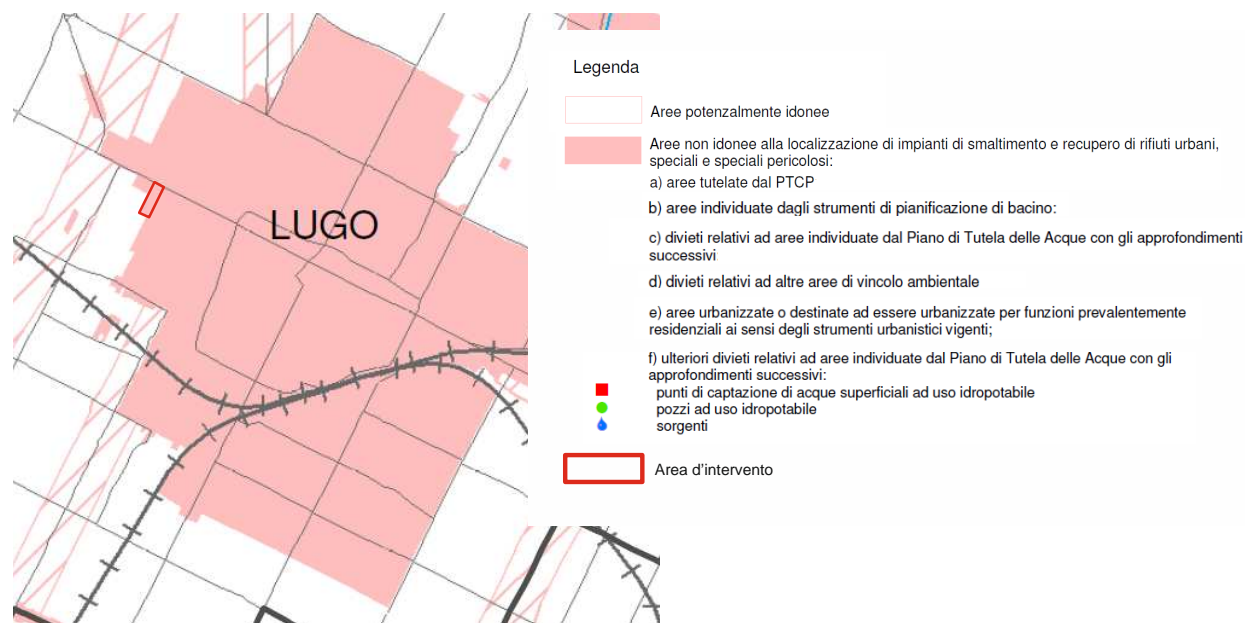 LUGO
Legenda
Aree potenzalmente idonee
Aree non idonee alla localizzazione di impianti di smaltimento e recupero di rifiuti urbani,
speciali e speciali pericolosi:
a) aree tutelate dal PTCP
b) aree individuate dagli strumenti di pianificazione di bacino:
c) divieti relativi ad aree individuate dal Piano di Tutela delle Acque con gli approfondimenti
successivi
d) divieti relativi ad altre aree di vincolo ambientale
e) aree urbanizzate o destinate ad essere urbanizzate per funzioni prevalentemente
residenziali ai sensi degli strumenti urbanistici vigenti;
f) ulteriori divieti relativi ad aree individuate dal Piano di Tutela delle Acque con gli
approfondimenti successivi:
punti di captazione di acque superficiali ad uso idropotabile
pozzi ad uso idropotabile
sorgenti
Area d'intervento